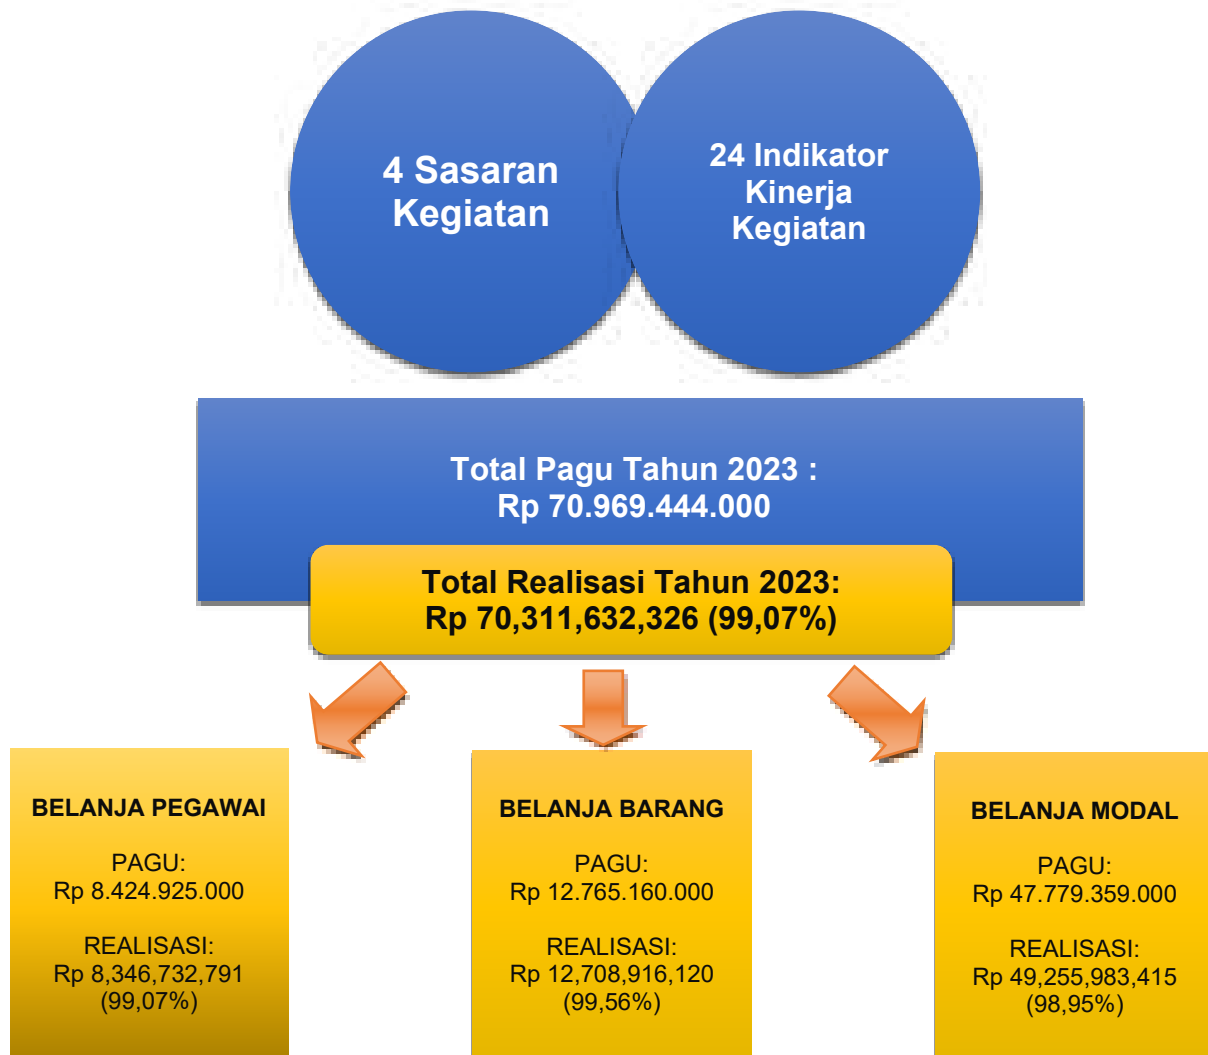 4 Sasaran
Kegiatan
24 Indikator
Kinerja
Kegiatan
Total Pagu Tahun 2023 :
Rp 70.969.444.000
Total Realisasi Tahun 2023:
Rp 70,311,632,326 (99,07%)
BELANJA PEGAWAI
PAGU:
Rp 8.424.925.000
REALISASI:
Rp 8,346,732,791
(99,07%)
BELANJA BARANG
PAGU:
Rp 12.765.160.000
REALISASI:
Rp 12,708,916,120
(99,56%)
BELANJA MODAL
PAGU:
Rp 47.779.359.000
REALISASI:
Rp 49,255,983,415
(98,95%)